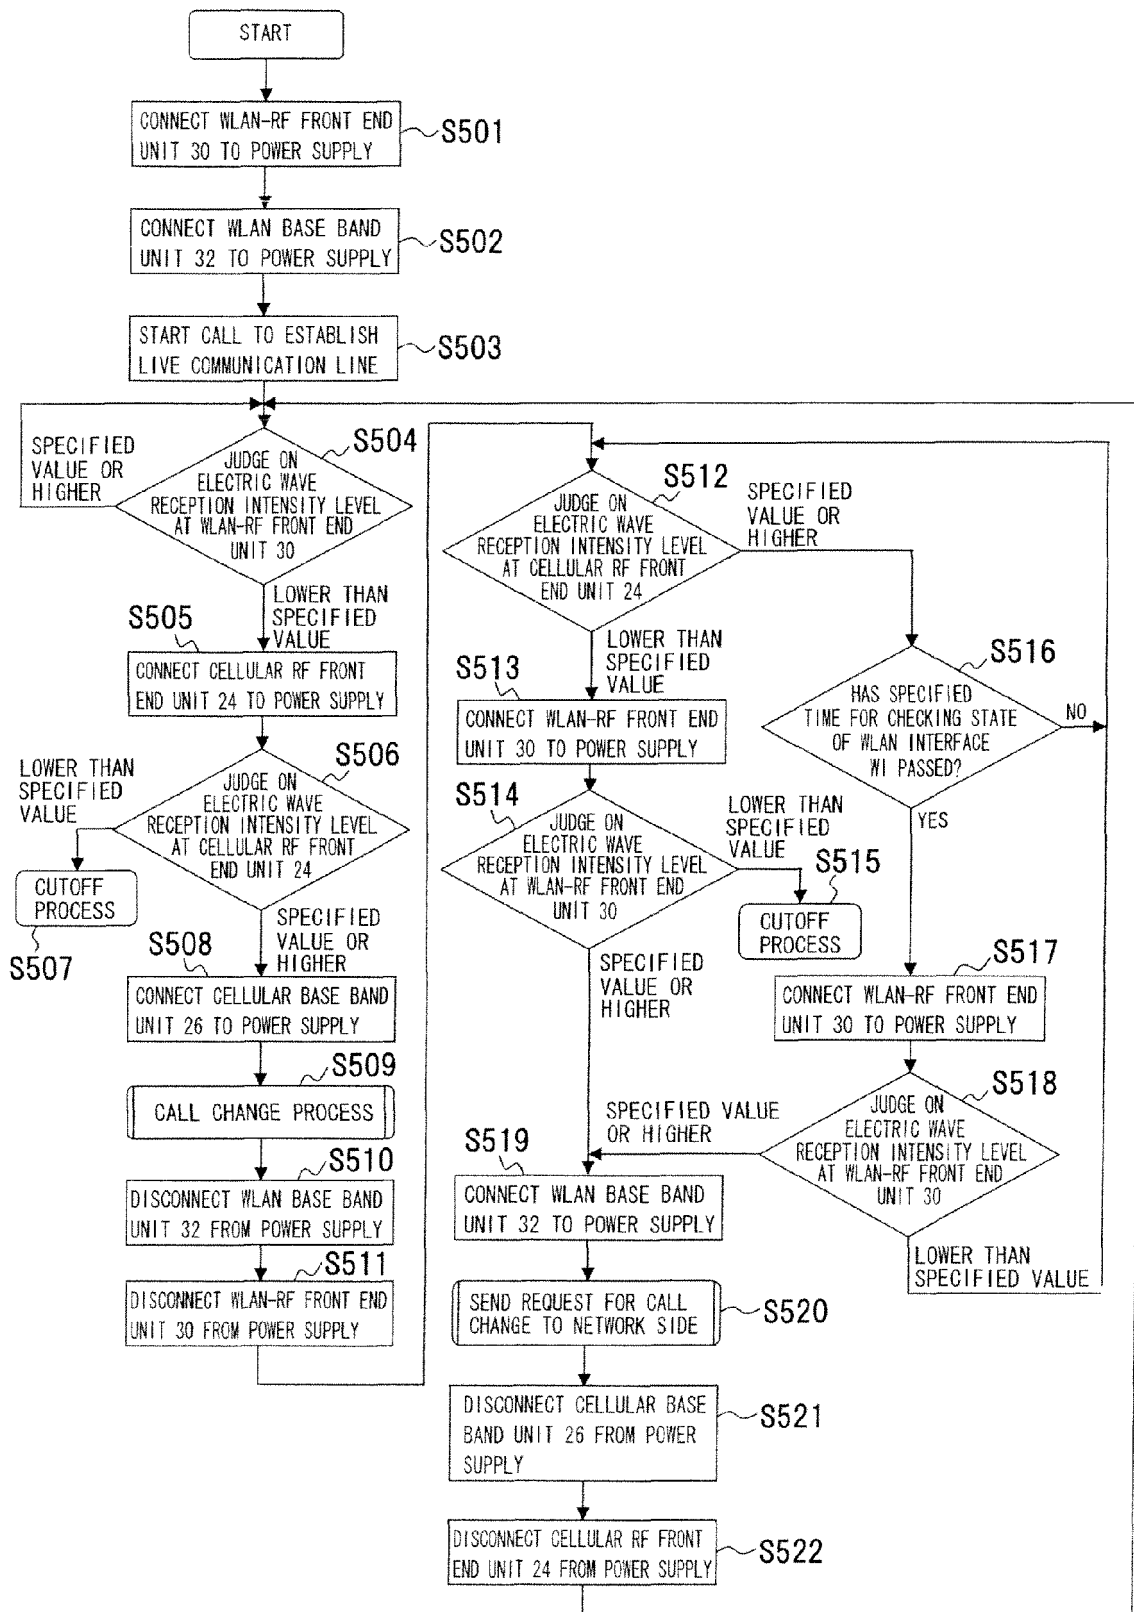 START
CONNECT WLAN-RF FRONT END
UNIT 30 TO POWER SUPPLY
S501
CONNECT WLAN BASE BAND
UNIT 32 TO POWER SUPPLY
S502
START CALL TO ESTABLISH
LIVE COMMUNICATION LINE
S503
SPECIFIED
VALUE OR
HIGHER
S504
JUDGE ON
ELECTRIC WAVE
RECEPTION INTENSITY LEVEL
AT WLAN-RF FRONT END
UNIT 30
LOWER THAN
SPECIFIED
VALUE
S505
CONNECT CELLULAR RF FRONT
END UNIT 24 TO POWER SUPPLY
S506
JUDGE ON
ELECTRIC WAVE
RECEPTION INTENSITY LEVEL
AT CELLULAR RF FRONT
END UNIT 24
LOWER THAN
SPECIFIED
VALUE
CUTOFF
PROCESS
S507
SPECIFIED
VALUE OR
HIGHER
S508
CONNECT CELLULAR BASE BAND
UNIT 26 TO POWER SUPPLY
S509
CALL CHANGE PROCESS
S510
DISCONNECT WLAN BASE BAND
UNIT 32 FROM POWER SUPPLY
S511
DISCONNECT WLAN-RF FRONT END
UNIT 30 FROM POWER SUPPLY
S512
JUDGE ON
ELECTRIC WAVE
RECEPTION INTENSITY LEVEL
AT CELLULAR RF FRONT
END UNIT 24
SPECIFIED
VALUE OR
HIGHER
LOWER THAN
SPECIFIED
VALUE
S513
CONNECT WLAN-RF FRONT END
UNIT 30 TO POWER SUPPLY
S514
JUDGE ON
ELECTRIC WAVE
RECEPTION INTENSITY LEVEL
AT WLAN-RF FRONT END
UNIT 30
LOWER THAN
SPECIFIED
VALUE
S515
CUTOFF
PROCESS
SPECIFIED
VALUE OR
HIGHER
S516
HAS SPECIFIED
TIME FOR CHECKING STATE
OF WLAN INTERFACE
WI PASSED?
NO
YES
S517
CONNECT WLAN-RF FRONT END
UNIT 30 TO POWER SUPPLY
S518
JUDGE ON
ELECTRIC WAVE
RECEPTION INTENSITY LEVEL
AT WLAN-RF FRONT END
UNIT 30
SPECIFIED VALUE
OR HIGHER
LOWER THAN
SPECIFIED VALUE
S519
CONNECT WLAN BASE BAND
UNIT 32 TO POWER SUPPLY
SEND REQUEST FOR CALL
CHANGE TO NETWORK SIDE
S520
DISCONNECT CELLULAR BASE
BAND UNIT 26 FROM POWER
SUPPLY
S521
DISCONNECT CELLULAR RF FRONT
END UNIT 24 FROM POWER SUPPLY
S522